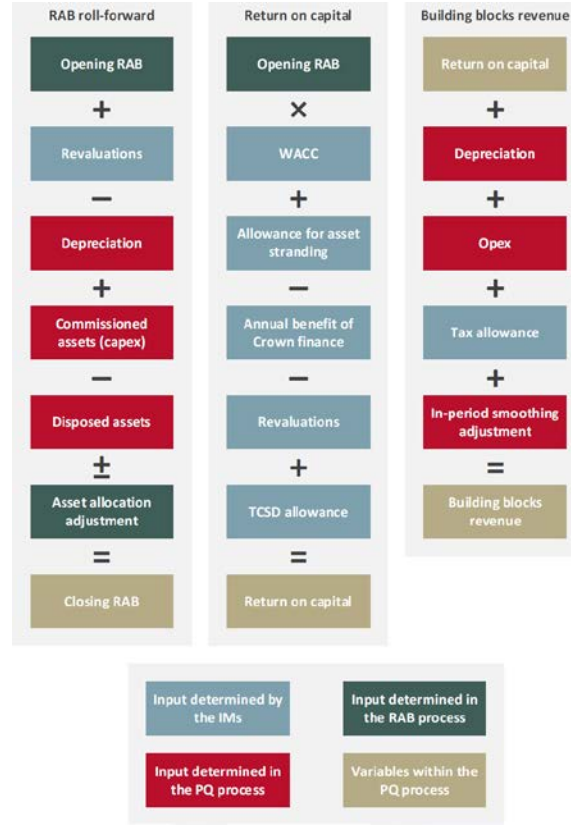 RAB roll-forward
Opening RAB
+
Revaluations
−
Depreciation
+
Commissioned
assets (capex)
−
Disposed assets
±
Asset allocation
adjustment
=
Closing RAB
Return on capital
Opening RAB
×
WACC
+
Allowance for asset
stranding
−
Annual benefit of
Crown finance
−
Revaluations
+
TCSD allowance
=
Return on capital
Building blocks revenue
Return on capital
+
Depreciation
+
Opex
+
Tax allowance
+
In-period smoothing
adjustment
=
Building blocks
revenue
Input determined by
the IMs
Input determined in
the RAB process
Input determined in
the PQ process
Variables within the
PQ process